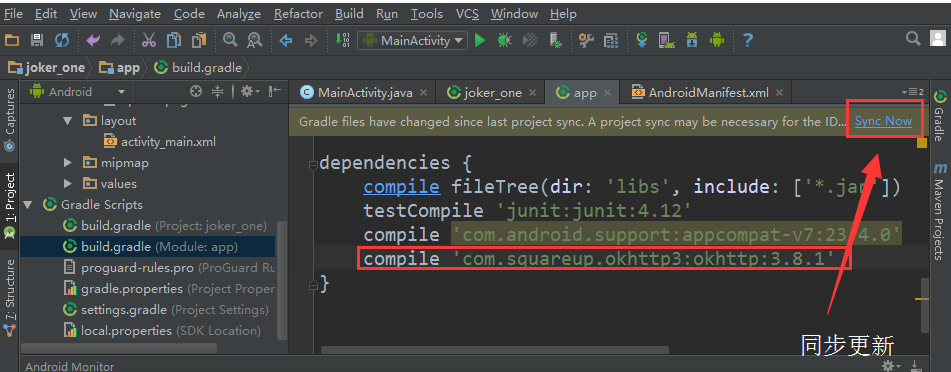 File Edit View Navigate Code Analyze Refactor Build Run Tools VCS Window Help
MainActivity
joker_one app build.gradle
Captures
1: Project
7: Structure
Android
layout
activity_main.xml
mipmap
values
Gradle Scripts
build.gradle (Project: joker_one)
build.gradle (Module: app)
proguard-rules.pro (ProGuard Ru
gradle.properties (Project Proper
settings.gradle (Project Settings)
local.properties (SDK Location)
MainActivity.java joker_one app AndroidManifest.xml
Gradle files have changed since last project sync. A project sync may be necessary for the ID... Sync Now
dependencies {
compile fileTree(dir: 'libs', include: ['*.jar'])
testCompile 'junit:junit:4.12'
compile 'com.android.support:appcompat-v7:23.4.0'
compile 'com.squareup.okhttp3:okhttp:3.8.1'
}
同步更新
Gradle
Maven Projects
Android Monitor